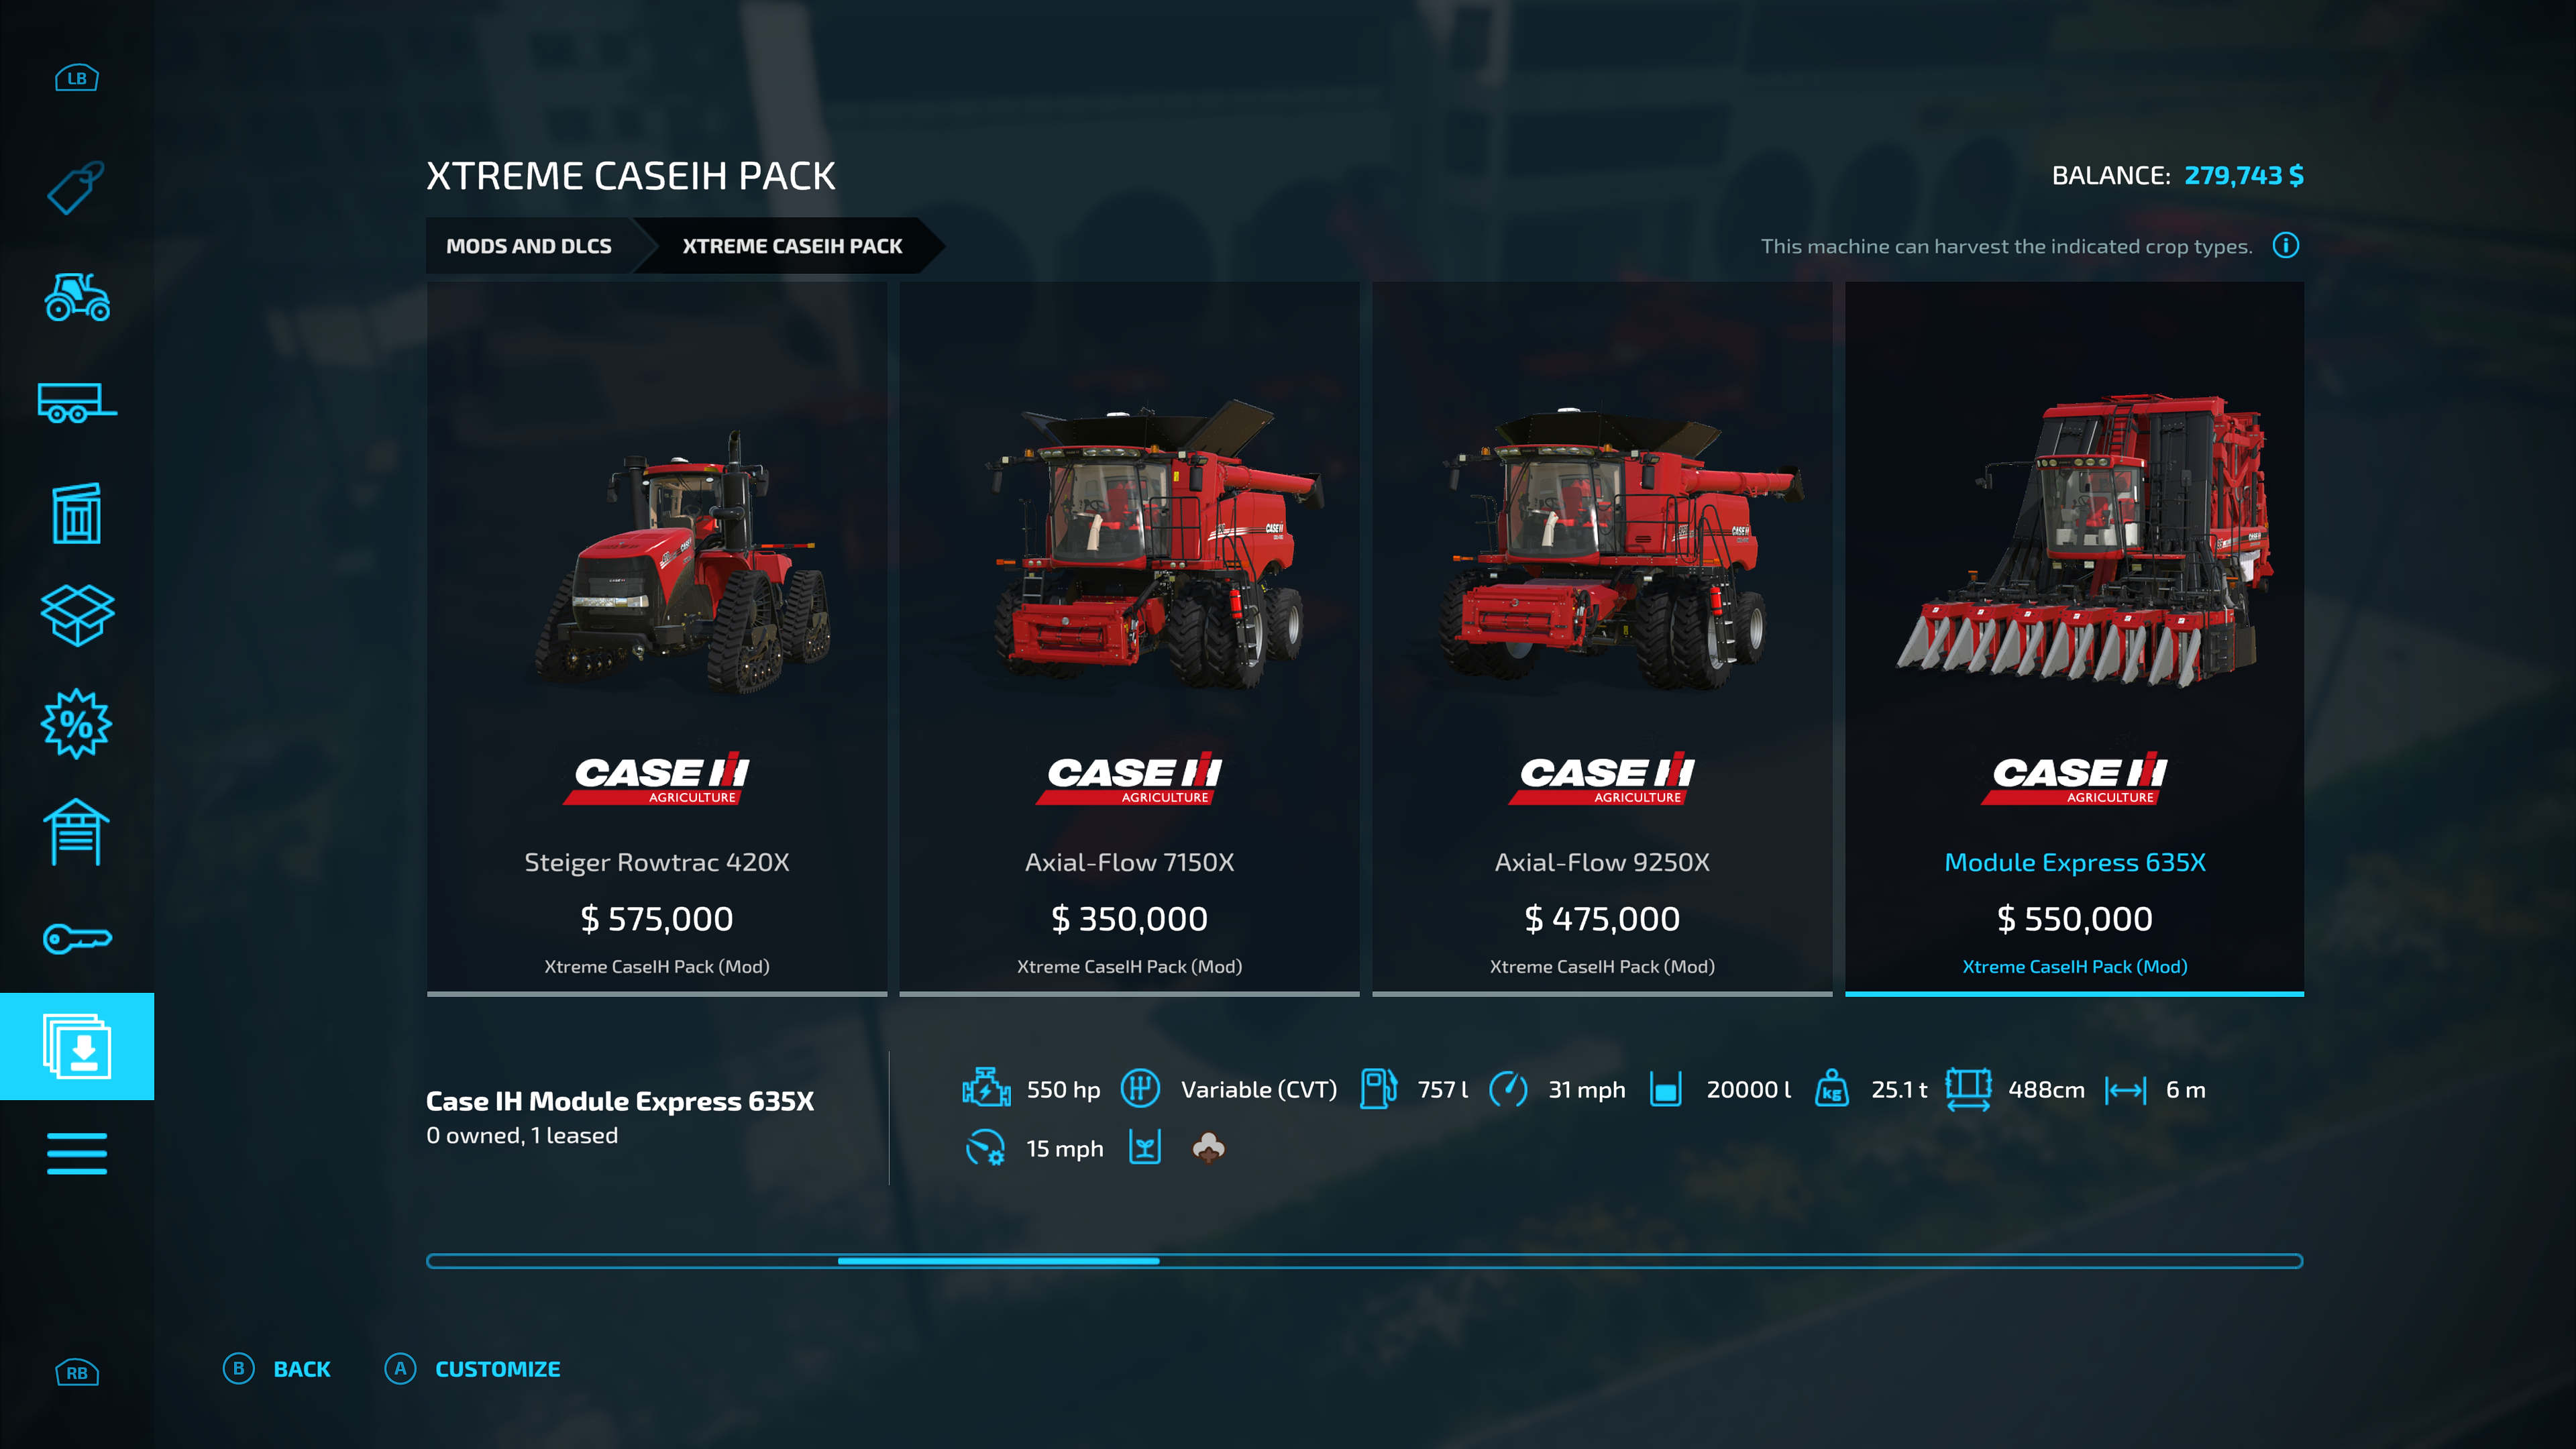 LB
XTREME CASEIH PACK
BALANCE: 279,743 $
MODS AND DLCS
XTREME CASEIH PACK
This machine can harvest the indicated crop types.
CASE IH
AGRICULTURE
Steiger Rowtrac 420X
$ 575,000
Xtreme CaseIH Pack (Mod)
CASE IH
AGRICULTURE
Axial-Flow 7150X
$ 350,000
Xtreme CaseIH Pack (Mod)
CASE IH
AGRICULTURE
Axial-Flow 9250X
$ 475,000
Xtreme CaseIH Pack (Mod)
CASE IH
AGRICULTURE
Module Express 635X
$ 550,000
Xtreme CaseIH Pack (Mod)
Case IH Module Express 635X
0 owned, 1 leased
550 hp Variable (CVT) 757 l 31 mph 20000 l kg 25.1 t 488cm 6 m
15 mph
RB
B BACK A CUSTOMIZE